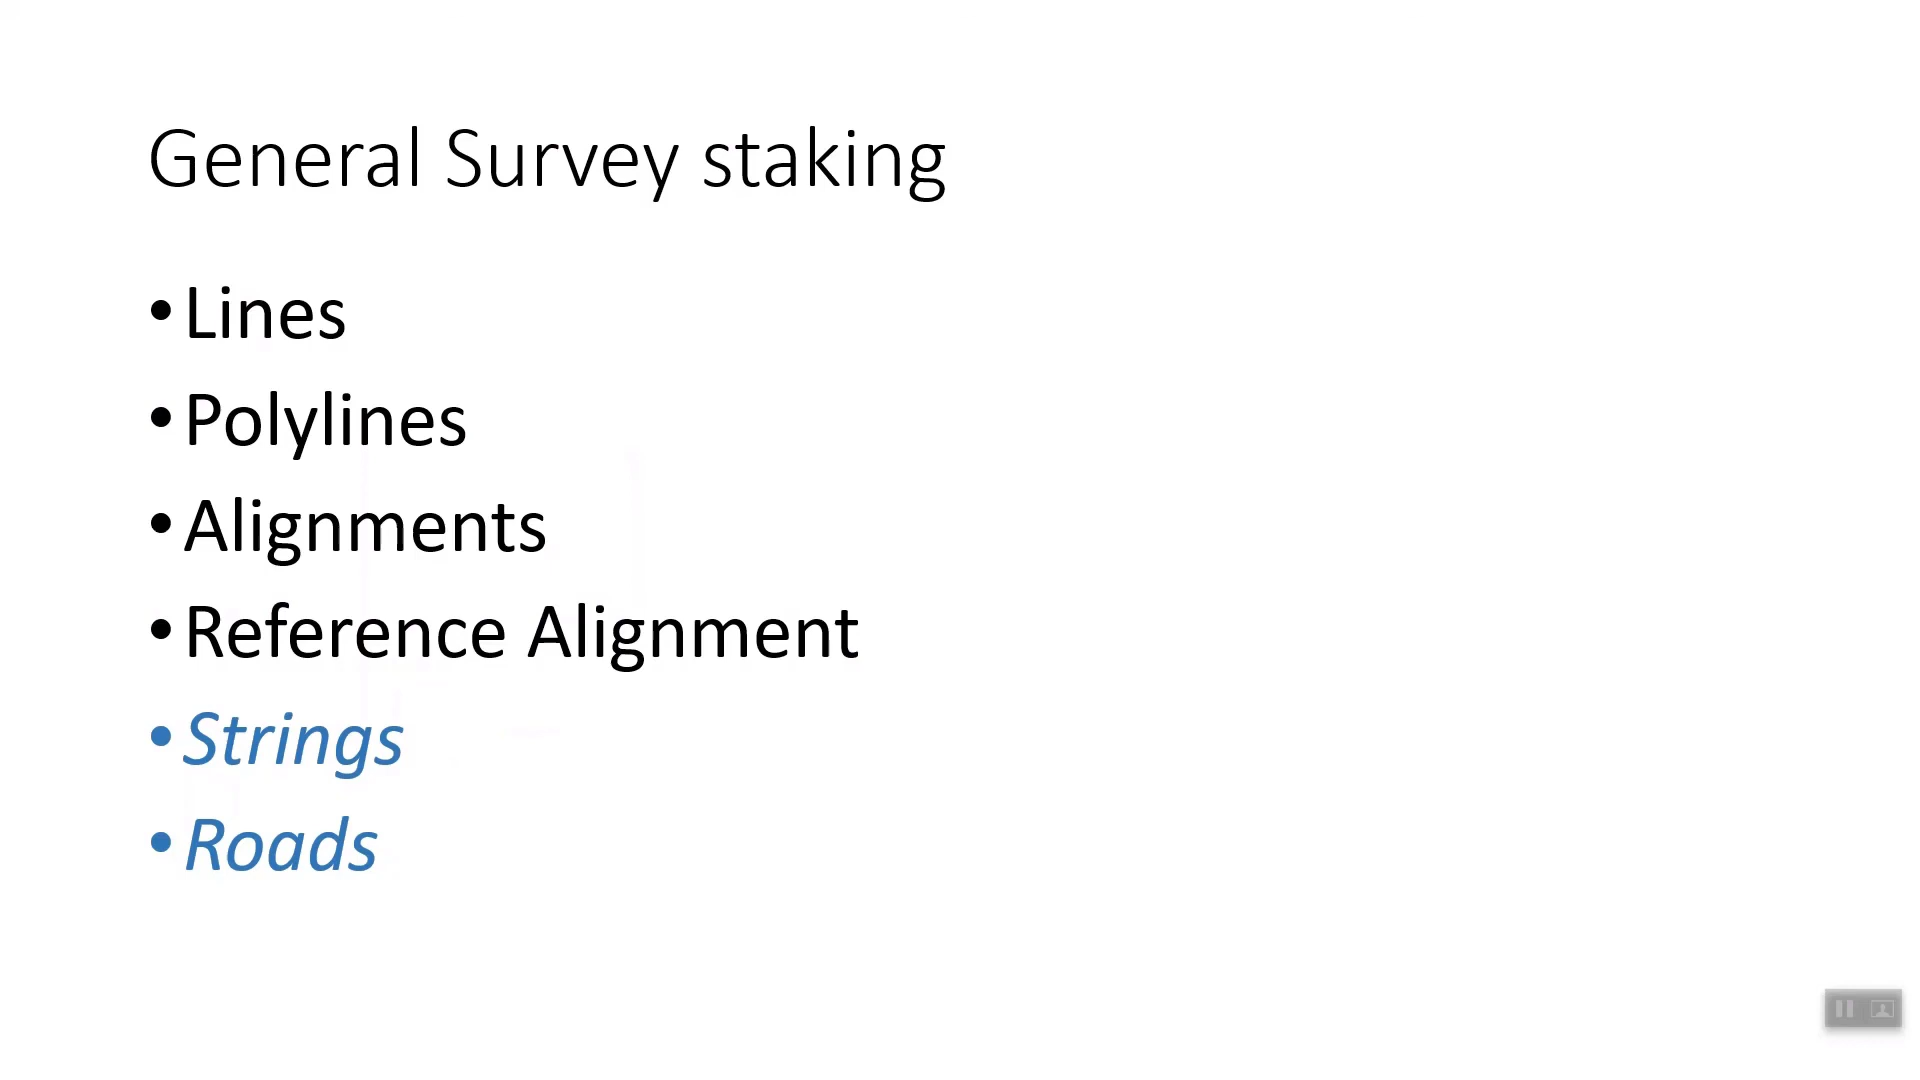 General Survey staking
• Lines
• Polylines
• Alignments
• Reference Alignment
• Strings
• Roads